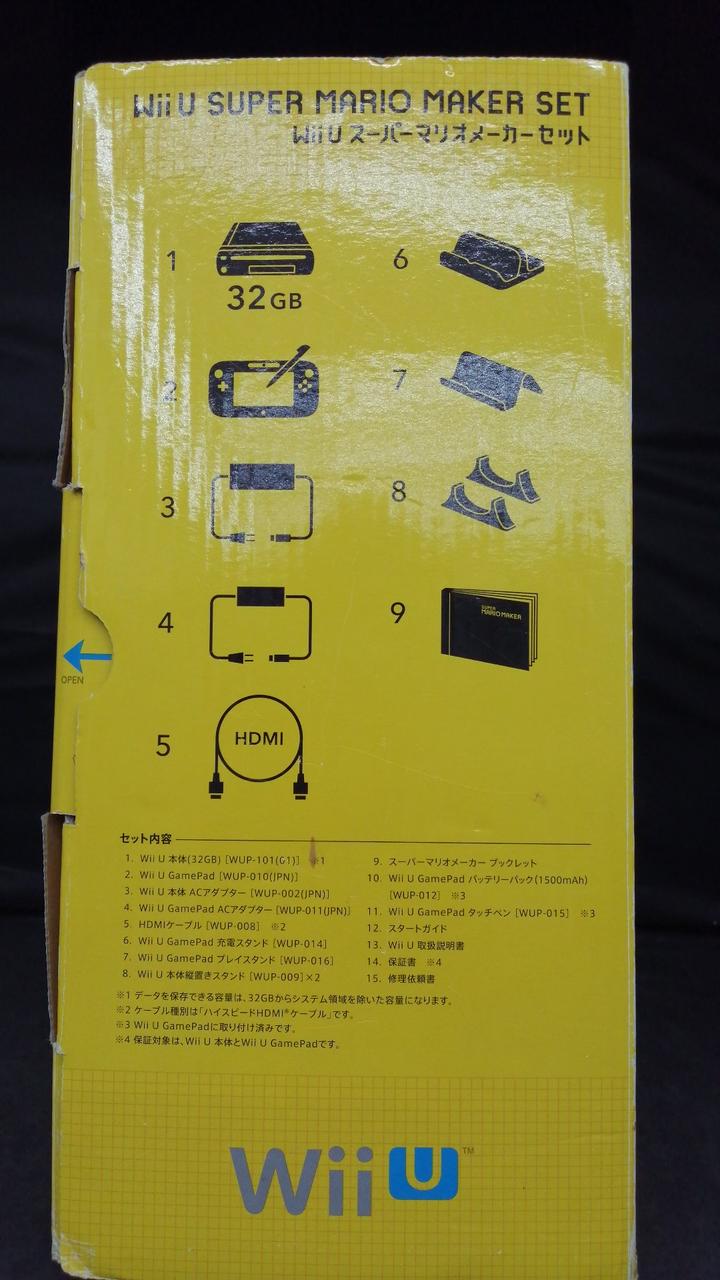 Wii U SUPER MARIO MAKER SET
Wii U スーパーマリオメーカーセット
1
32GB
2
3
4
5
HDMI
6
7
8
9
SUPER
MARIO MAKER
OPEN
セット内容
1. Wii U 本体(32GB) [WUP-101(01)] ※1
2. Wii U GamePad [WUP-010(JPN)]
3. Wii U 本体 ACアダプター [WUP-002(JPN)]
4. Wii U GamePad ACアダプター [WUP-011(JPN)]
5. HDMIケーブル [WUP-008] ※2
6. Wii U GamePad 充電スタンド [WUP-014]
7. Wii U GamePad プレイスタンド [WUP-016]
8. Wii U 本体縦置きスタンド [WUP-009]×2
9. スーパーマリオメーカー ブックレット
10. Wii U GamePad バッテリーパック(1500mAh)
[WUP-012] ※3
11. Wii U GamePad タッチペン [WUP-015] ※3
12. スタートガイド
13. Wii U 取扱説明書
14. 保証書 ※4
15. 修理依頼書
※1 データを保存できる容量は、32GBからシステム領域を除いた容量になります。
※2 ケーブル種別は「ハイスピードHDMI®ケーブル」です。
※3 Wii U GamePadに取り付け済みです。
※4 保証対象は、Wii U 本体とWii U GamePadです。
Wii U™